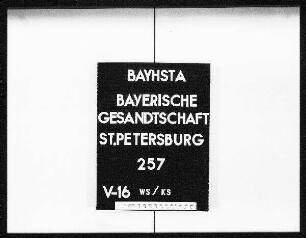 BAYHSTA
BAYERISCHE
GESANDTSCHAFT
ST.PETERSBURG
257
V-16 WS/KS